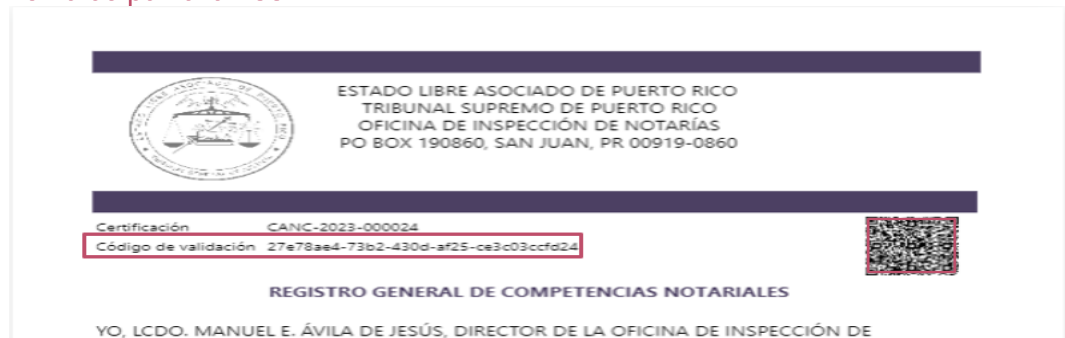 ESTADO LIBRE ASOCIADO DE PUERTO RICO
TRIBUNAL SUPREMO DE PUERTO RICO
OFICINA DE INSPECCIÓN DE NOTARÍAS
PO BOX 190860, SAN JUAN, PR 00919-0860
Certificación CANC-2023-000024
Código de validación 27e78ae4-73b2-430d-af25-ce3c03ccfd24
REGISTRO GENERAL DE COMPETENCIAS NOTARIALES
YO, LCDO. MANUEL E. ÁVILA DE JESÚS, DIRECTOR DE LA OFICINA DE INSPECCIÓN DE